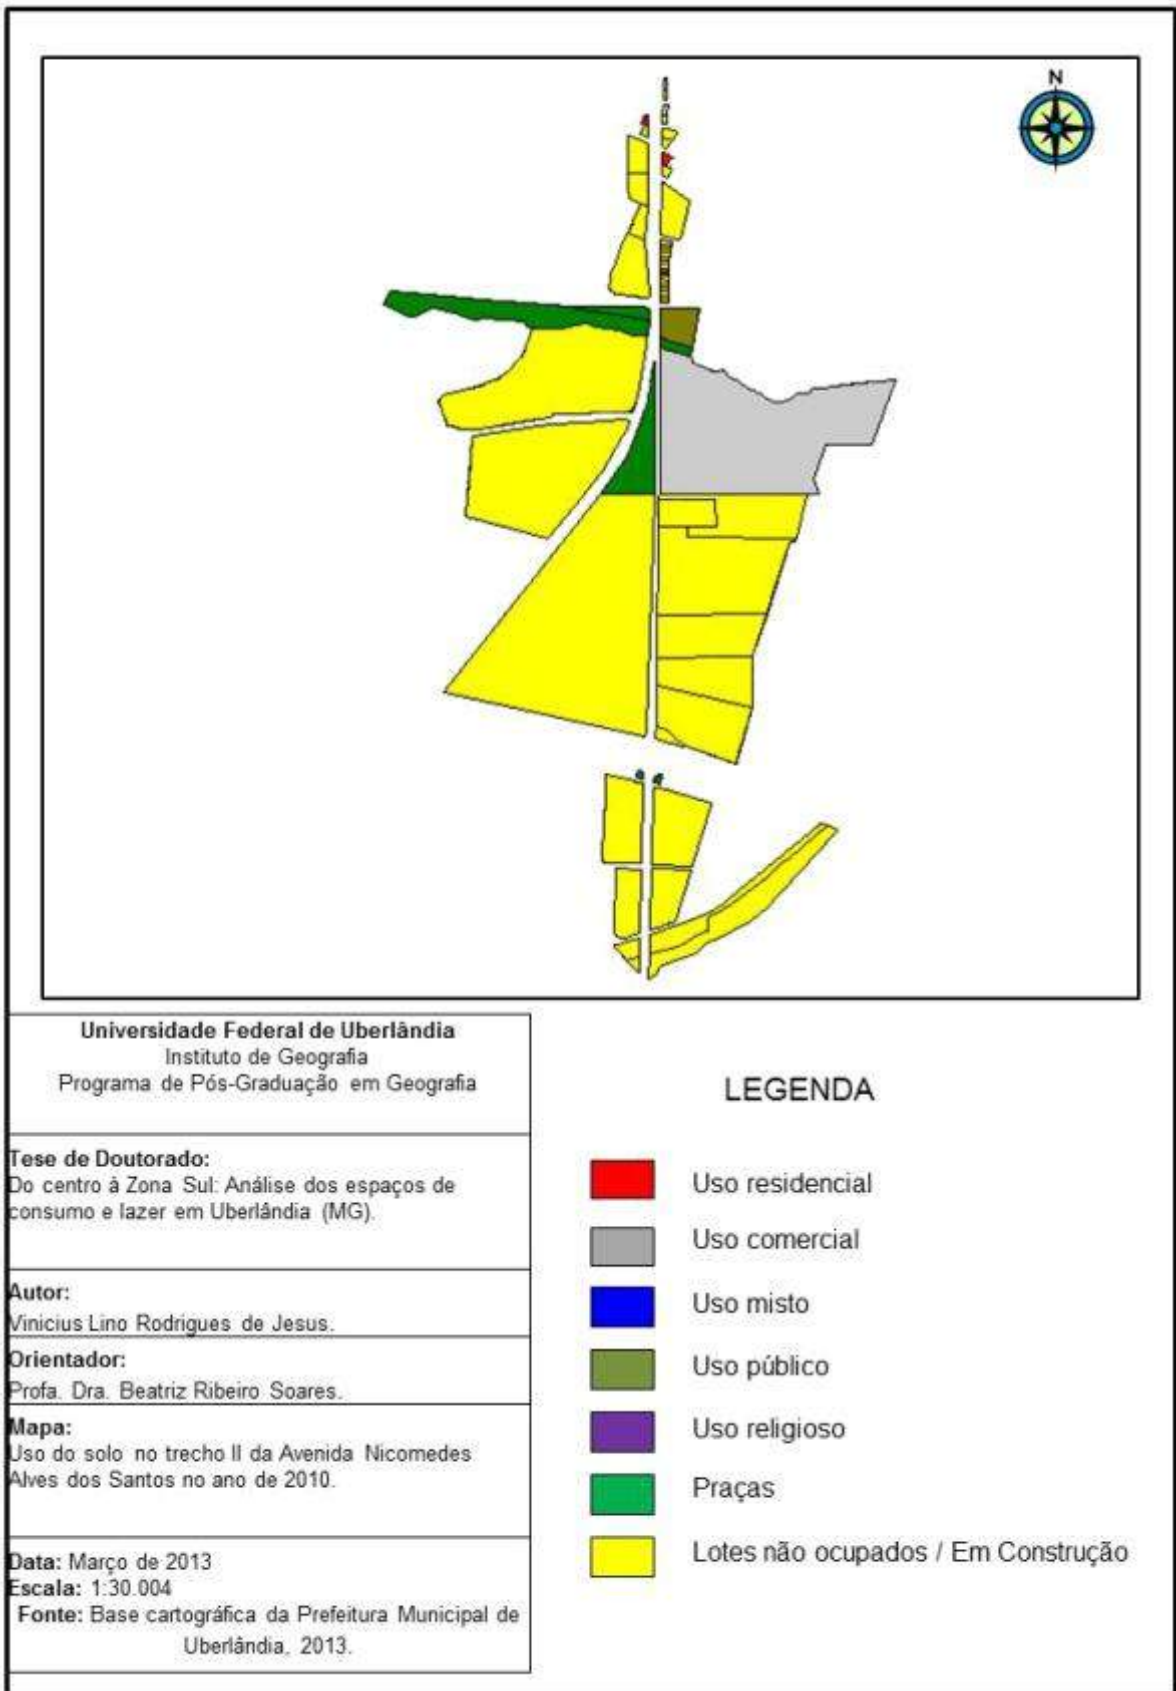 N
Universidade Federal de Uberlândia
Instituto de Geografia
Programa de Pós-Graduação em Geografia
Tese de Doutorado:
Do centro à Zona Sul: Análise dos espaços de
consumo e lazer em Uberlândia (MG).
Autor:
Vinicius Lino Rodrigues de Jesus.
Orientador:
Profa. Dra. Beatriz Ribeiro Soares.
Mapa:
Uso do solo no trecho II da Avenida Nicomedes
Alves dos Santos no ano de 2010.
Data: Março de 2013
Escala: 1:30.004
Fonte: Base cartográfica da Prefeitura Municipal de
Uberlândia, 2013.
LEGENDA
Uso residencial
Uso comercial
Uso misto
Uso público
Uso religioso
Praças
Lotes não ocupados / Em Construção